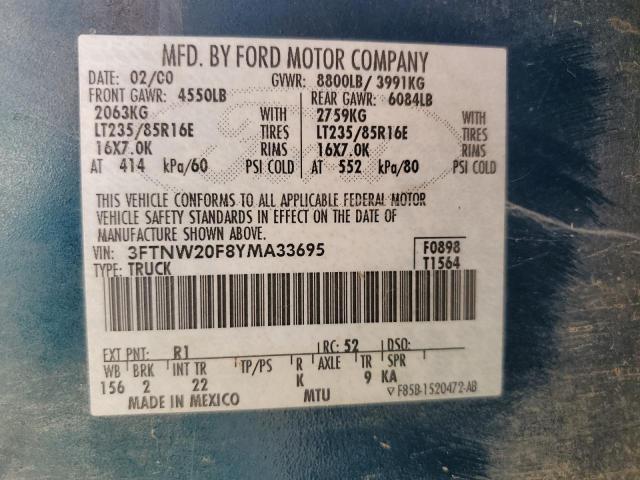 MFD. BY FORD MOTOR COMPANY
DATE: 02/00 GVWR: 8800LB/ 3991KG
FRONT GAWR: 4550LB REAR GAWR: 6084LB
2063KG WITH 2759KG WITH
LT235/85R16E TIRES LT235/85R16E TIRES
16X7.0K RIMS 16X7.0K RIMS
AT 414 kPa/60 PSI COLD AT 552 kPa/80 PSI COLD
THIS VEHICLE CONFORMS TO ALL APPLICABLE FEDERAL MOTOR
VEHICLE SAFETY STANDARDS IN EFFECT ON THE DATE OF
MANUFACTURE SHOWN ABOVE.
VIN: 3FTNW20F8YMA33695 F0898
TYPE: TRUCK T1564
EXT PNT: R1 RC: 52 DSO:
WB BRK INT TR TP/PS R AXLE TR SPR
156 2 22 K 9 KA
MADE IN MEXICO MTU ▽F85B-1520472-AB